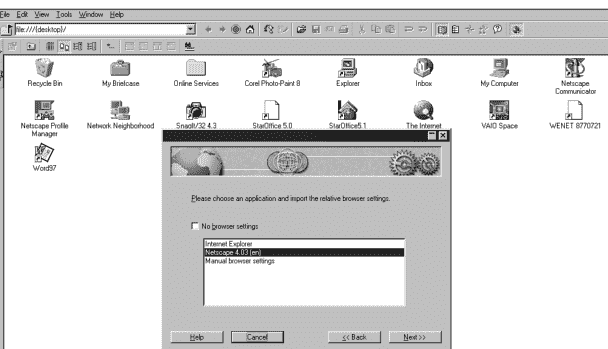 File Edit View Tools Window Help
file:///{desktop}/
Recycle Bin
My Briefcase
Online Services
Corel Photo-Paint 8
Explorer
Inbox
My Computer
Netscape
Communicator
Netscape Profile
Manager
Network Neighborhood
SnagIt/32 4.3
StarOffice 5.0
StarOffice5.1
The Internet
VAIO Space
WENET 8770721
Word97
Please choose an application and import the relative browser settings.
No browser settings
Internet Explorer
Netscape 4.03 (en)
Manual browser settings
Help
Cancel
<< Back
Next >>